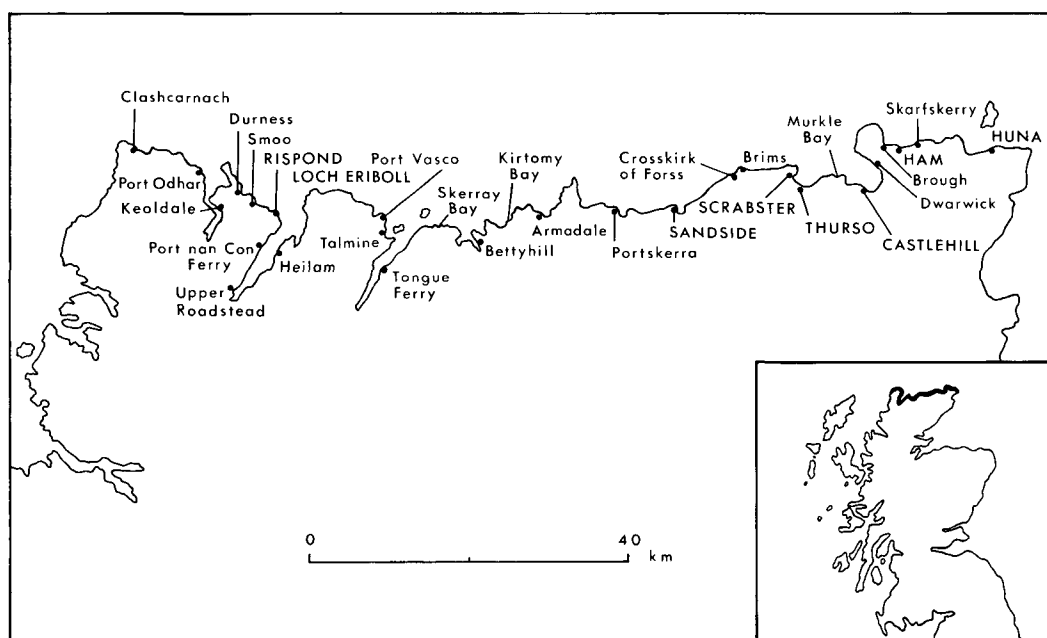 Clashcarnach
Durness
Smoo
RISPOND
LOCH ERIBOLL
Port Vasco
Port Odhar
Keoldale
Port nan Con
Ferry
Heilam
Upper
Roadstead
Talmine
Tongue
Ferry
Skerray
Bay
Kirtomy
Bay
Bettyhill
Armadale
Portskerra
SANDSIDE
Crosskirk
of Forss
Brims
SCRABSTER
THURSO
Murkle
Bay
CASTLEHILL
Dwarwick
Brough
HAM
Skarfskerry
HUNA
0
40
km